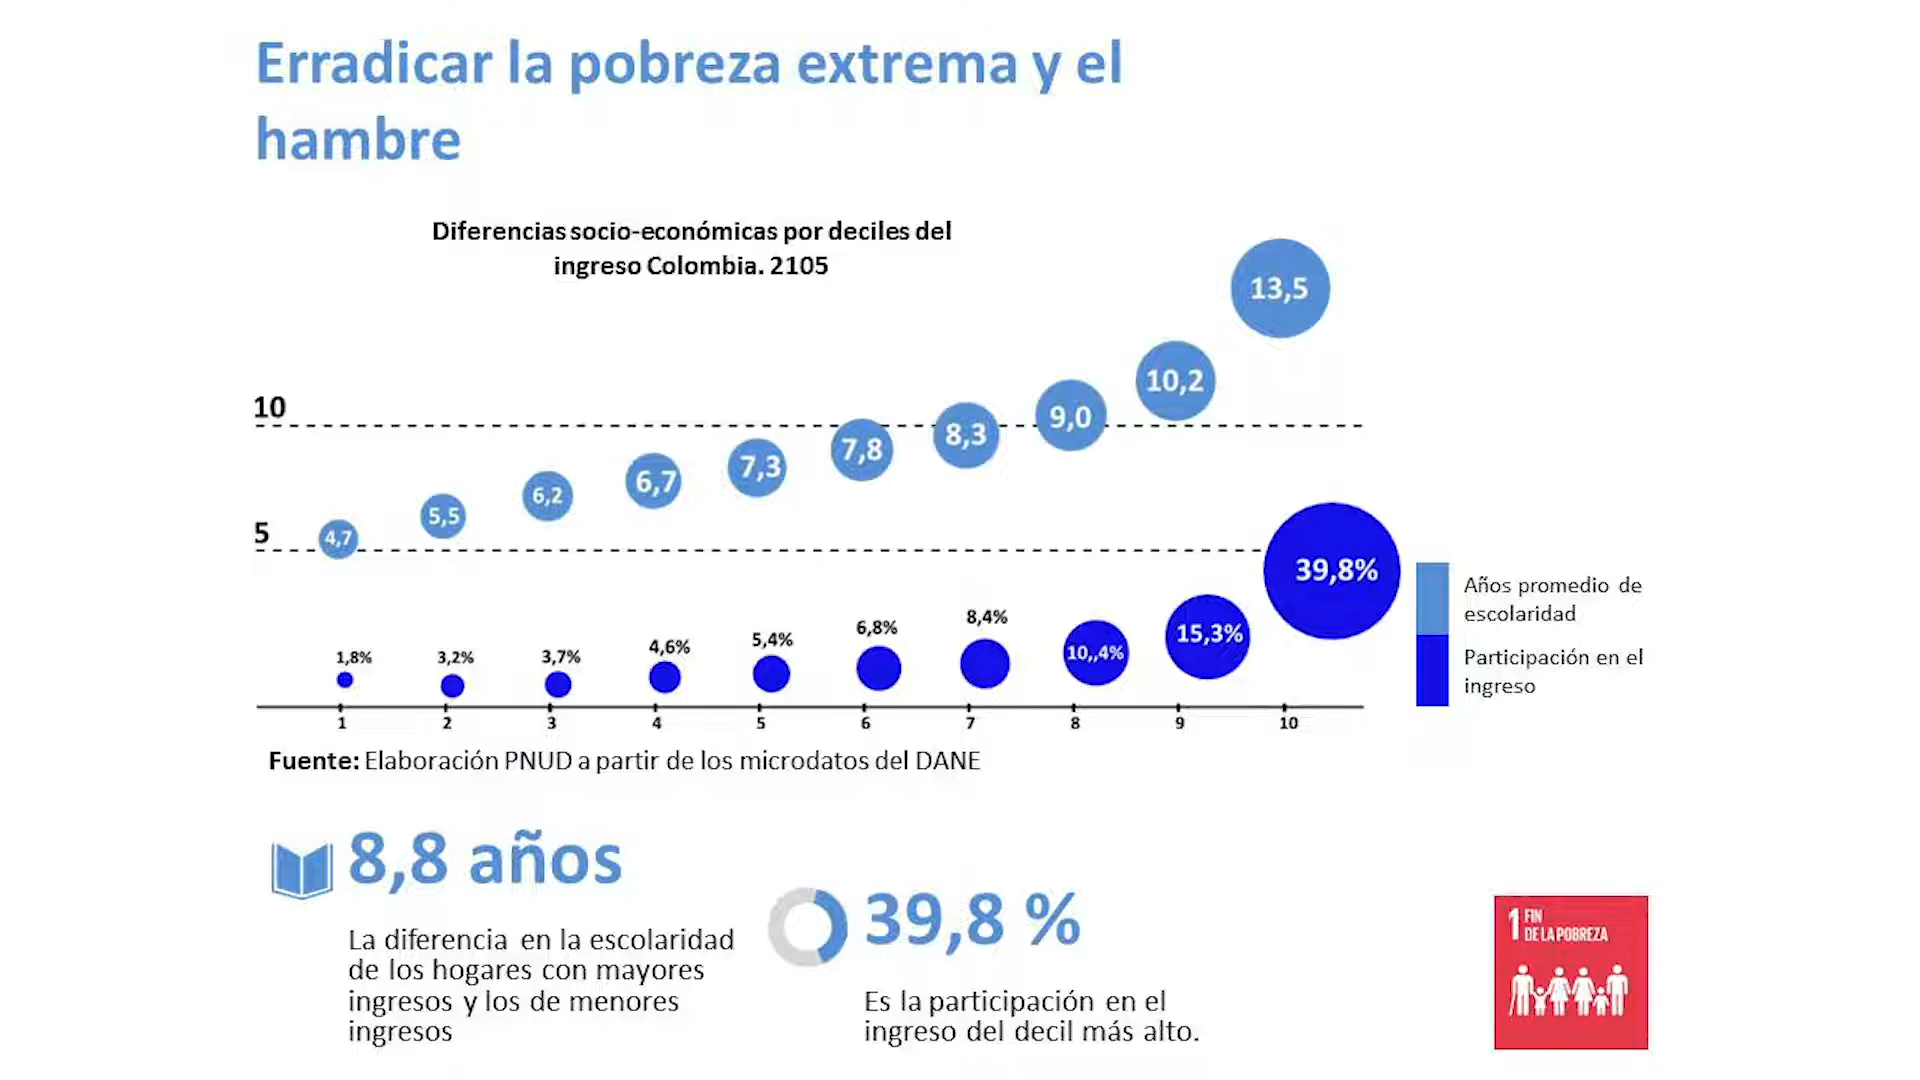 Erradicar la pobreza extrema y el
hambre
Diferencias socio-económicas por deciles del
ingreso Colombia. 2105
13,5
10,2
10
9,0
8,3
7,8
7,3
6,7
6,2
5,5
5
4,7
39,8%
15,3%
10,,4%
8,4%
6,8%
5,4%
4,6%
3,7%
3,2%
1,8%
Años promedio de
escolaridad
Participación en el
ingreso
1 2 3 4 5 6 7 8 9 10
Fuente: Elaboración PNUD a partir de los microdatos del DANE
8,8 años
La diferencia en la escolaridad
de los hogares con mayores
ingresos y los de menores
ingresos
39,8 %
Es la participación en el
ingreso del decil más alto.
1 FIN
DE LA POBREZA